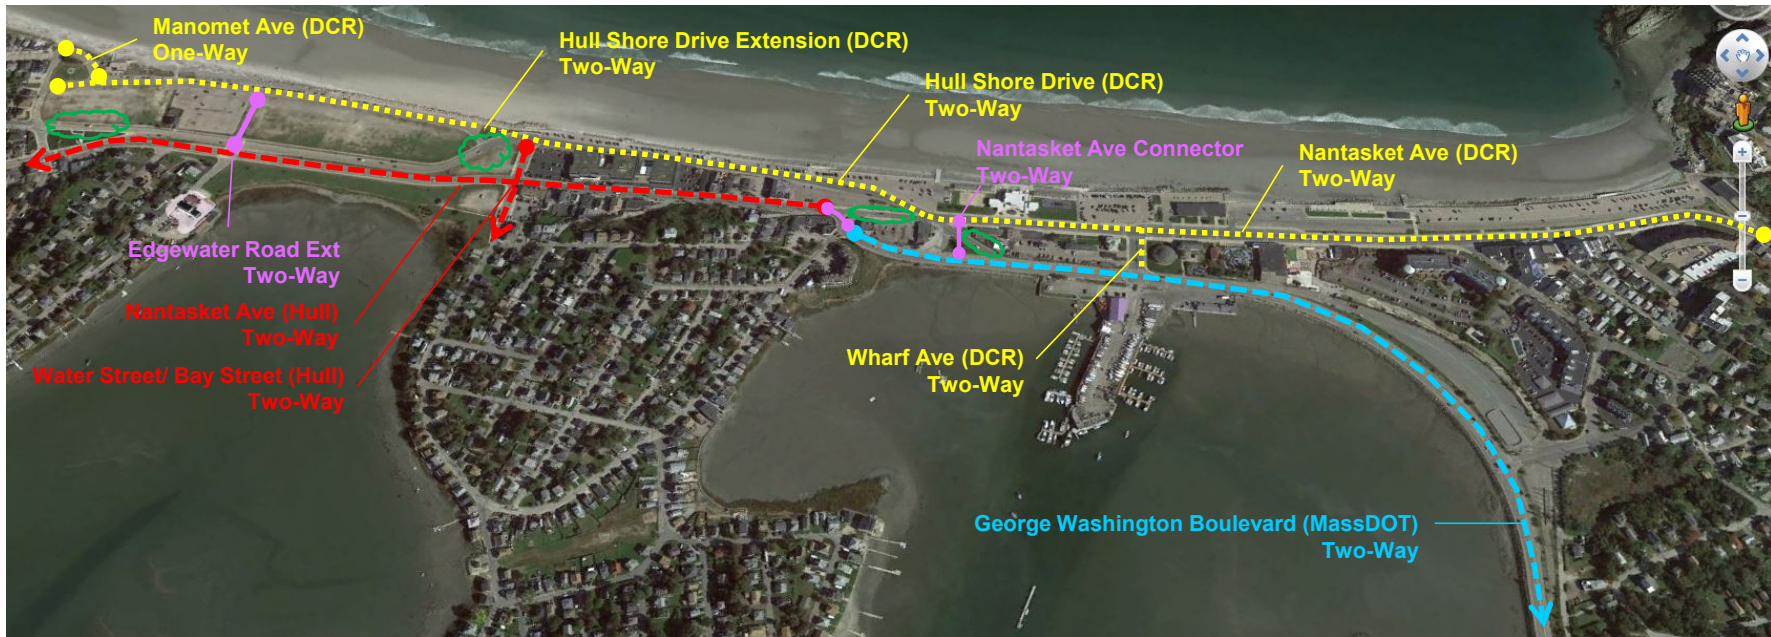 Manomet Ave (DCR)
One-Way
Hull Shore Drive Extension (DCR)
Two-Way
Hull Shore Drive (DCR)
Two-Way
Nantasket Ave Connector
Two-Way
Nantasket Ave (DCR)
Two-Way
Edgewater Road Ext
Two-Way
Nantasket Ave (Hull)
Two-Way
Water Street/ Bay Street (Hull)
Two-Way
Wharf Ave (DCR)
Two-Way
George Washington Boulevard (MassDOT)
Two-Way